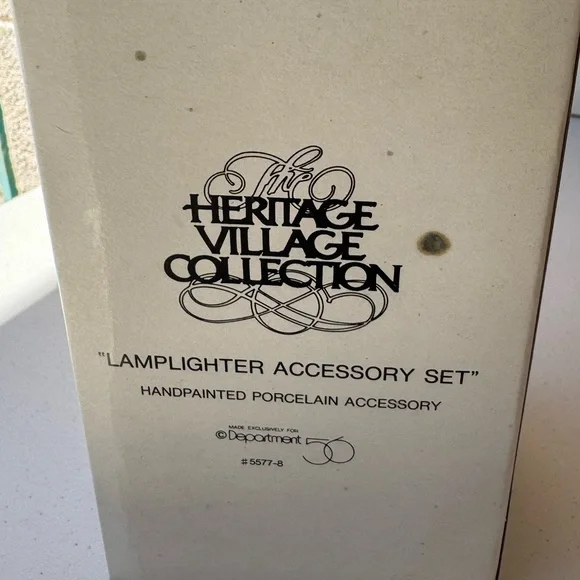 The
HERITAGE
VILLAGE
COLLECTION
"LAMPLIGHTER ACCESSORY SET"
HANDPAINTED PORCELAIN ACCESSORY
MADE EXCLUSIVELY FOR
© Department 56
#5577-8